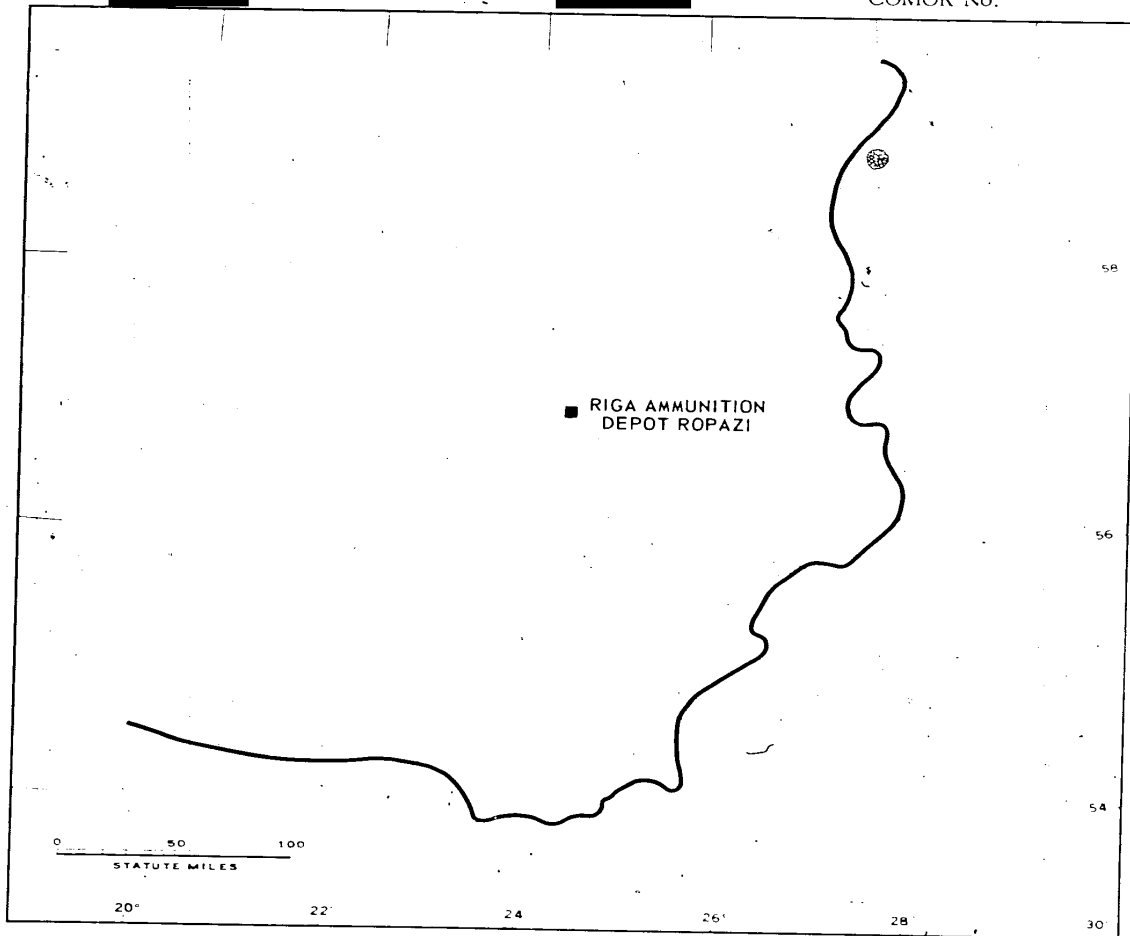 COMOR No.
58
RIGA AMMUNITION
DEPOT ROPAZI
56
54
0 50 100
STATUTE MILES
20° 22° 24 26° 28 30°